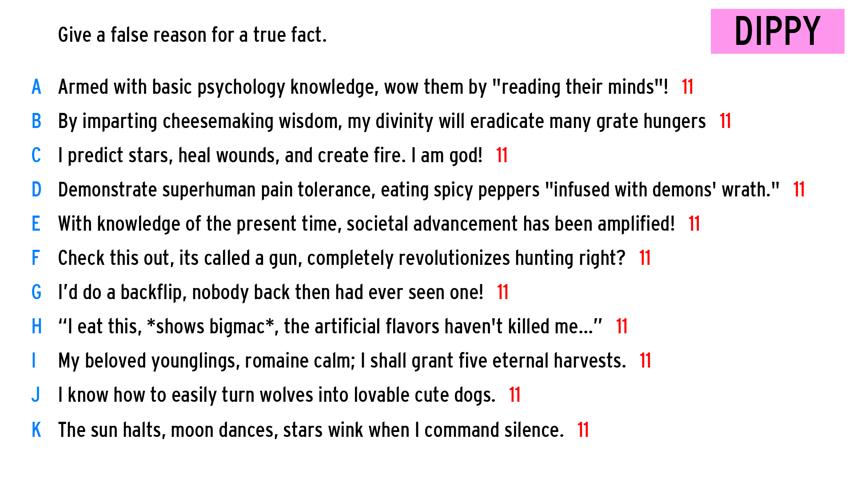 Give a false reason for a true fact.
DIPPY
A Armed with basic psychology knowledge, wow them by "reading their minds"! 11
B By imparting cheesemaking wisdom, my divinity will eradicate many grate hungers 11
C I predict stars, heal wounds, and create fire. I am god! 11
D Demonstrate superhuman pain tolerance, eating spicy peppers "infused with demons' wrath." 11
E With knowledge of the present time, societal advancement has been amplified! 11
F Check this out, its called a gun, completely revolutionizes hunting right? 11
G I’d do a backflip, nobody back then had ever seen one! 11
H “I eat this, *shows bigmac*, the artificial flavors haven't killed me...” 11
I My beloved younglings, romaine calm; I shall grant five eternal harvests. 11
J I know how to easily turn wolves into lovable cute dogs. 11
K The sun halts, moon dances, stars wink when I command silence. 11